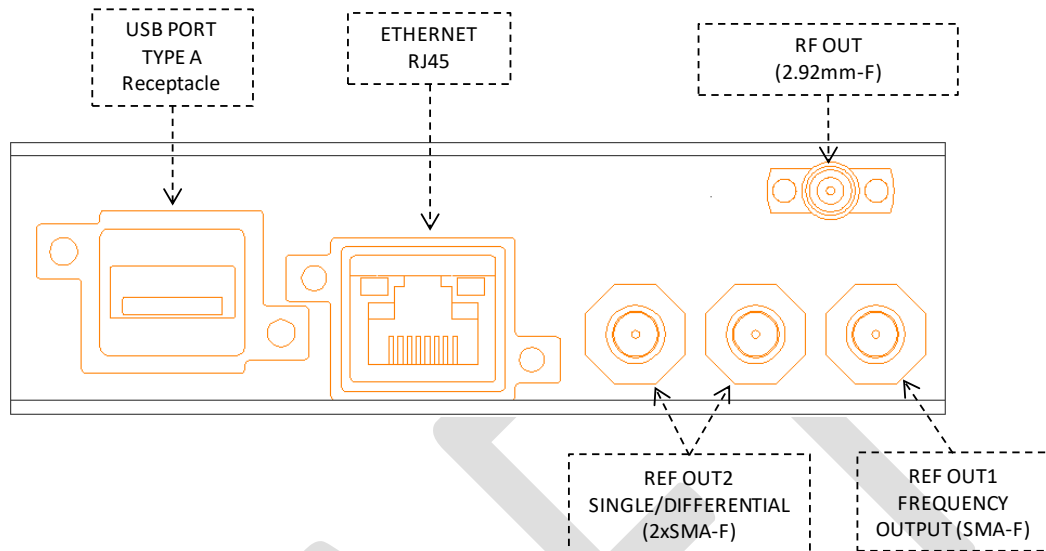 USB PORT
TYPE A
Receptacle
ETHERNET
RJ45
RF OUT
(2.92mm-F)
REF OUT2
SINGLE/DIFFERENTIAL
(2xSMA-F)
REF OUT1
FREQUENCY
OUTPUT (SMA-F)